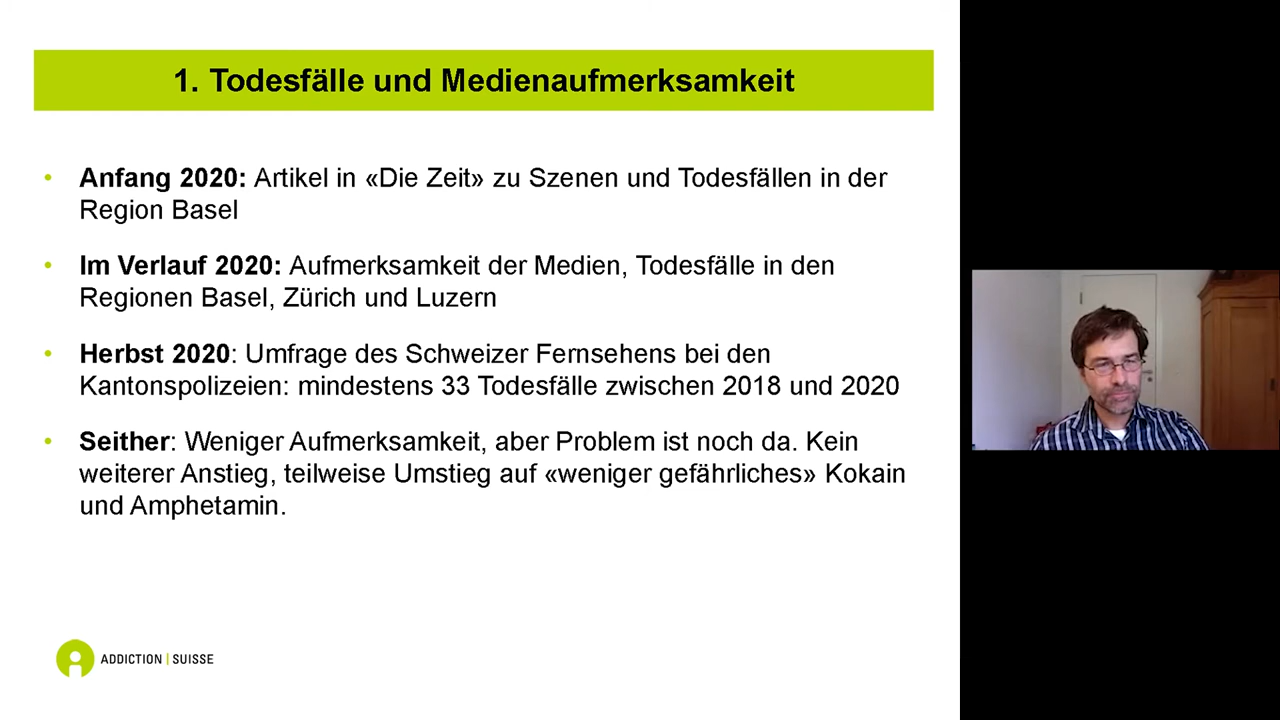 1. Todesfälle und Medienaufmerksamkeit
• Anfang 2020: Artikel in «Die Zeit» zu Szenen und Todesfällen in der
Region Basel
• Im Verlauf 2020: Aufmerksamkeit der Medien, Todesfälle in den
Regionen Basel, Zürich und Luzern
• Herbst 2020: Umfrage des Schweizer Fernsehens bei den
Kantonspolizeien: mindestens 33 Todesfälle zwischen 2018 und 2020
• Seither: Weniger Aufmerksamkeit, aber Problem ist noch da. Kein
weiterer Anstieg, teilweise Umstieg auf «weniger gefährliches» Kokain
und Amphetamin.
ADDICTION | SUISSE